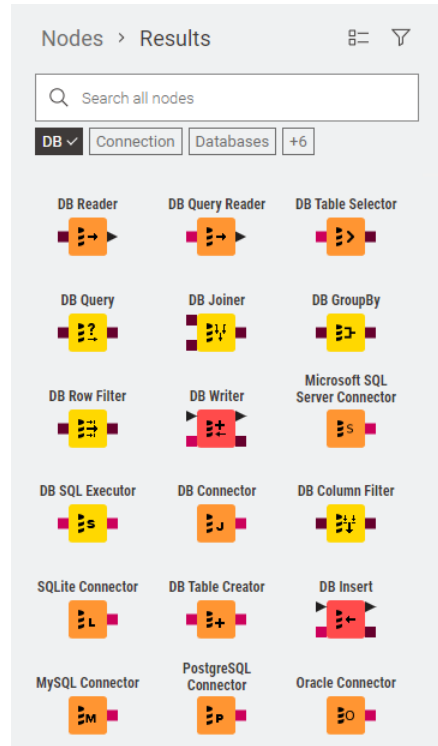 Nodes > Results
Search all nodes
DB Connection Databases +6
DB Reader DB Query Reader DB Table Selector
DB Query DB Joiner DB GroupBy
?
DB Row Filter DB Writer Microsoft SQL
Server Connector
S
DB SQL Executor DB Connector DB Column Filter
S J
SQLite Connector DB Table Creator DB Insert
L +
MySQL Connector PostgreSQL
Connector Oracle Connector
M P O